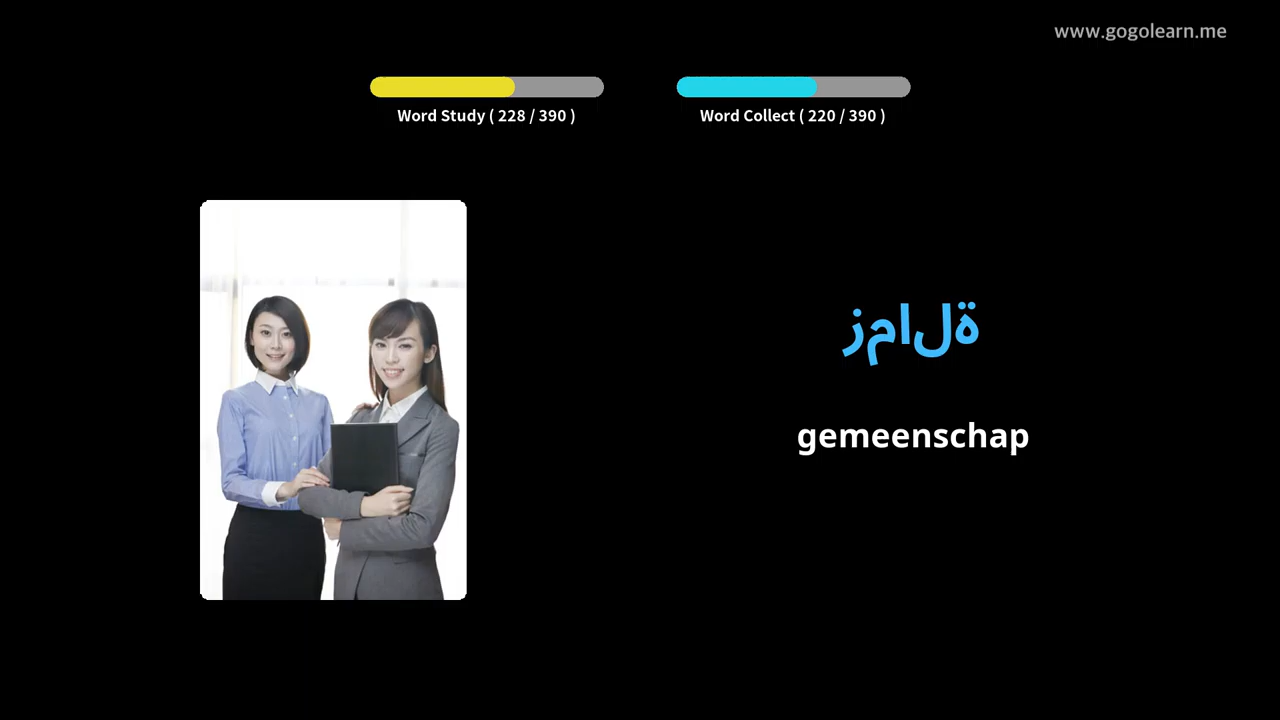 www.gogolearn.me
Word Study ( 228 / 390 )
Word Collect ( 220 / 390 )
زمالة
gemeenschap